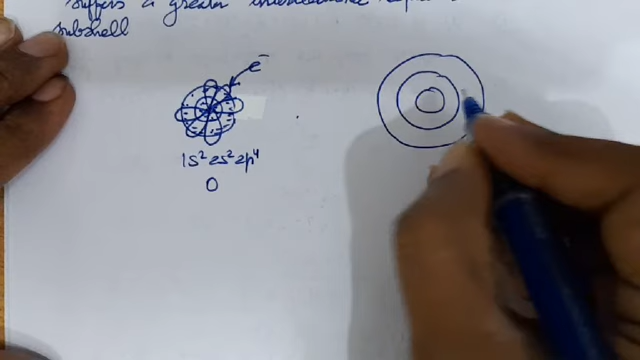 suffers a greater
subshell
e⁻
1s² 2s² 2p⁴
O